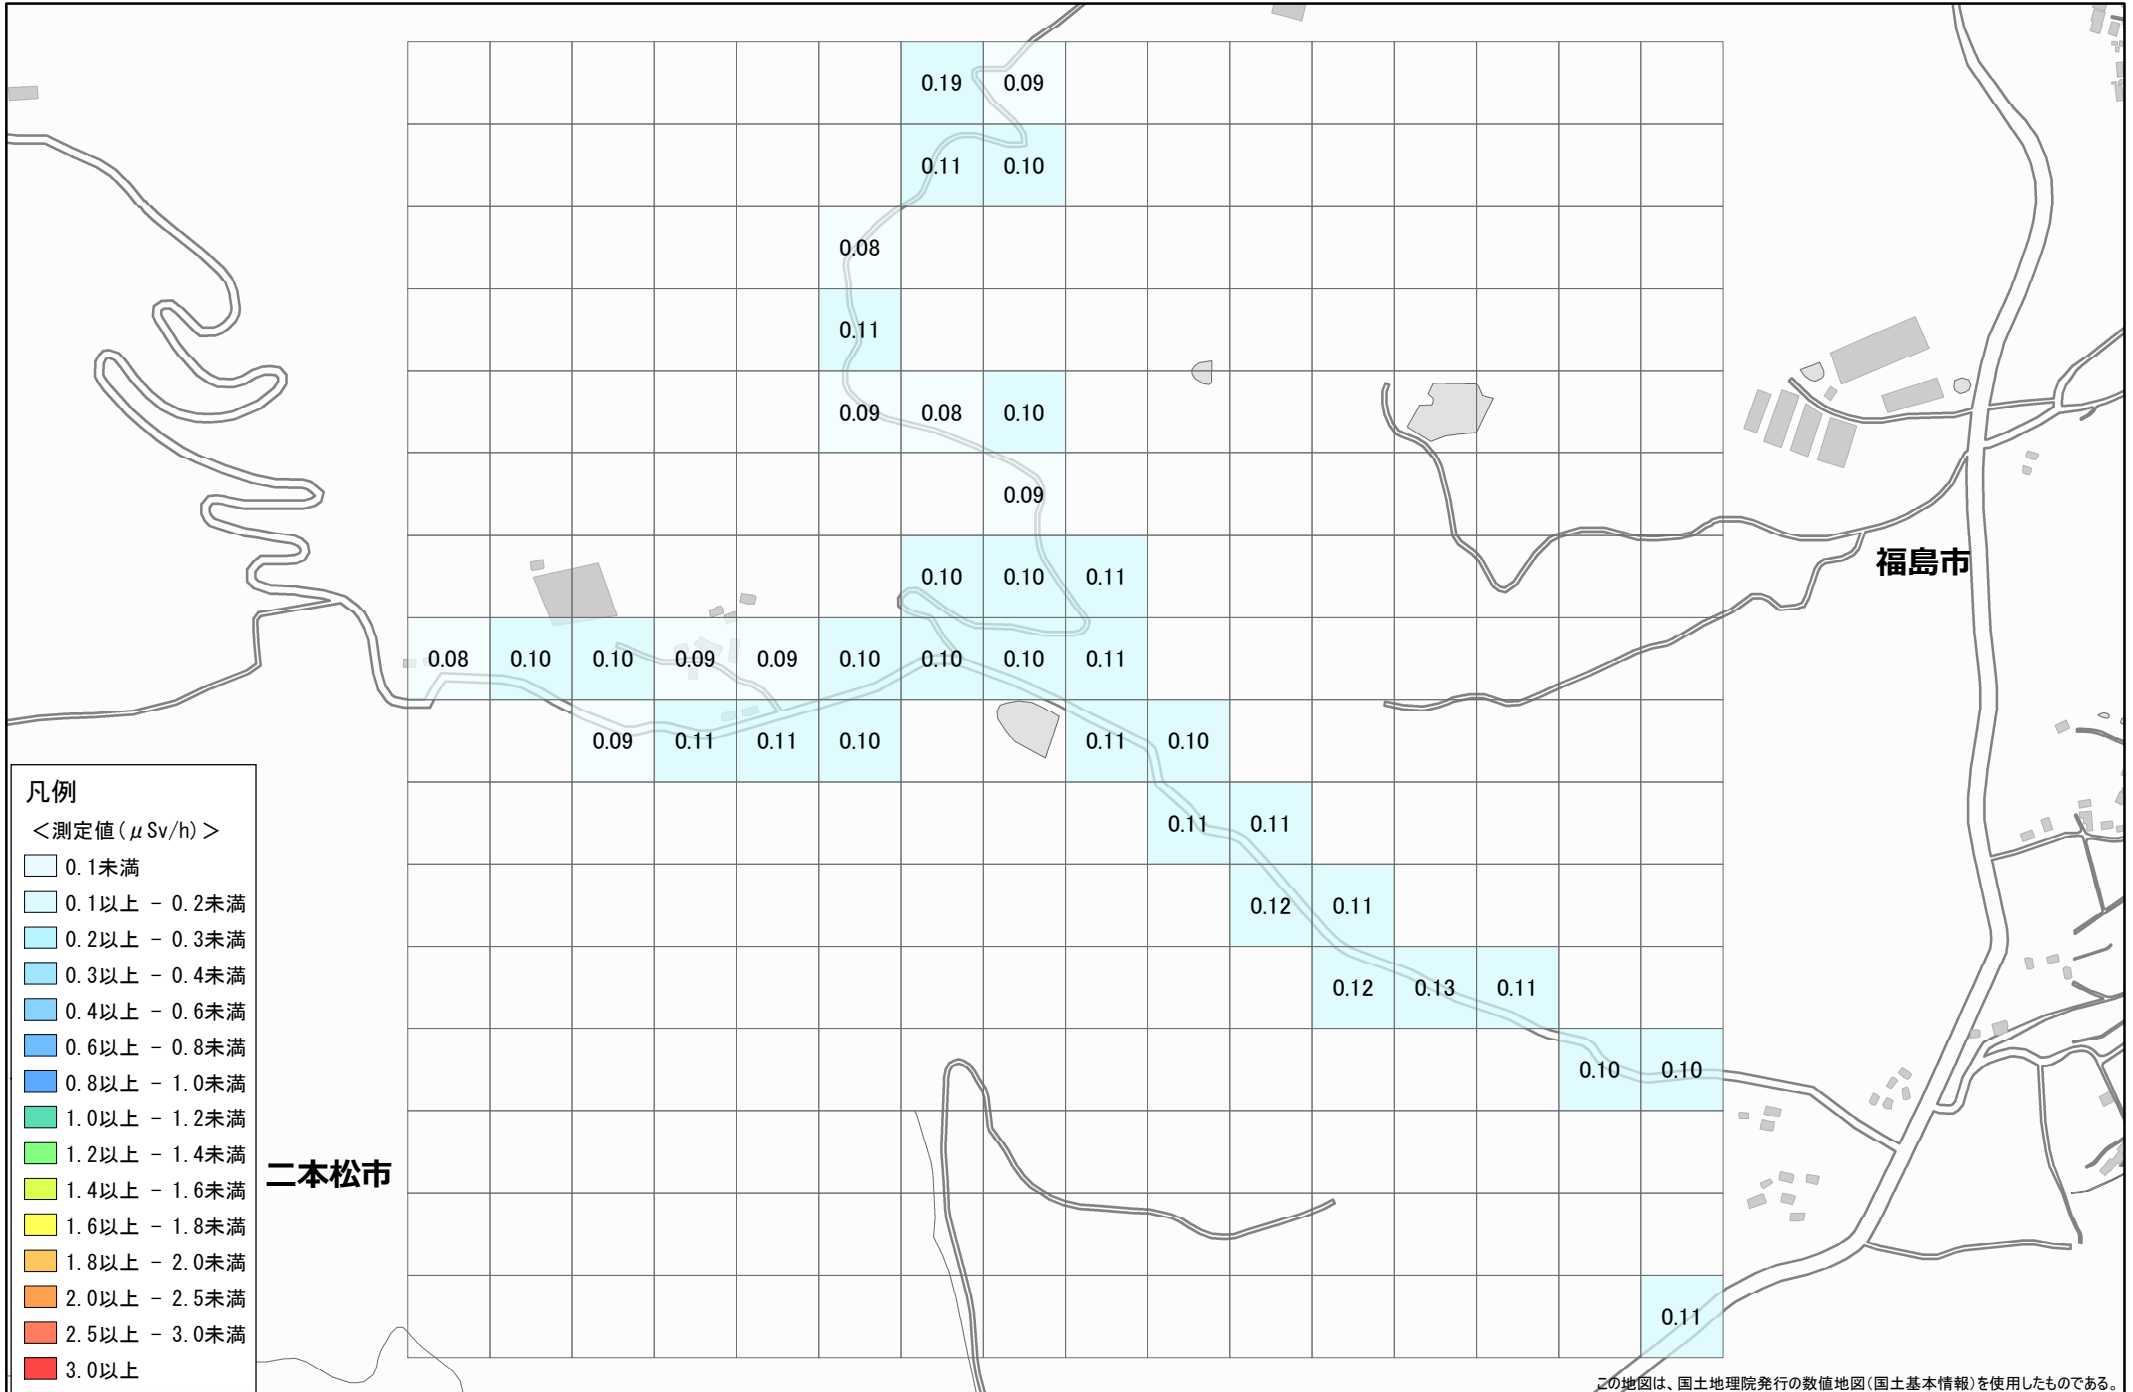 0.19 0.09
0.11 0.10
0.08
0.11
0.09 0.08 0.10
0.09
福島市
0.10 0.10 0.11
0.08 0.10 0.10 0.09 0.09 0.10 0.10 0.10 0.11
0.09 0.11 0.11 0.10 0.11 0.10
0.11 0.11
0.12 0.11
0.12 0.13 0.11
0.10 0.10
0.11
二本松市
凡例
＜測定値(μSv/h)＞
0.1未満
0.1以上 - 0.2未満
0.2以上 - 0.3未満
0.3以上 - 0.4未満
0.4以上 - 0.6未満
0.6以上 - 0.8未満
0.8以上 - 1.0未満
1.0以上 - 1.2未満
1.2以上 - 1.4未満
1.4以上 - 1.6未満
1.6以上 - 1.8未満
1.8以上 - 2.0未満
2.0以上 - 2.5未満
2.5以上 - 3.0未満
3.0以上
この地図は、国土地理院発行の数値地図(国土基本情報)を使用したものである。